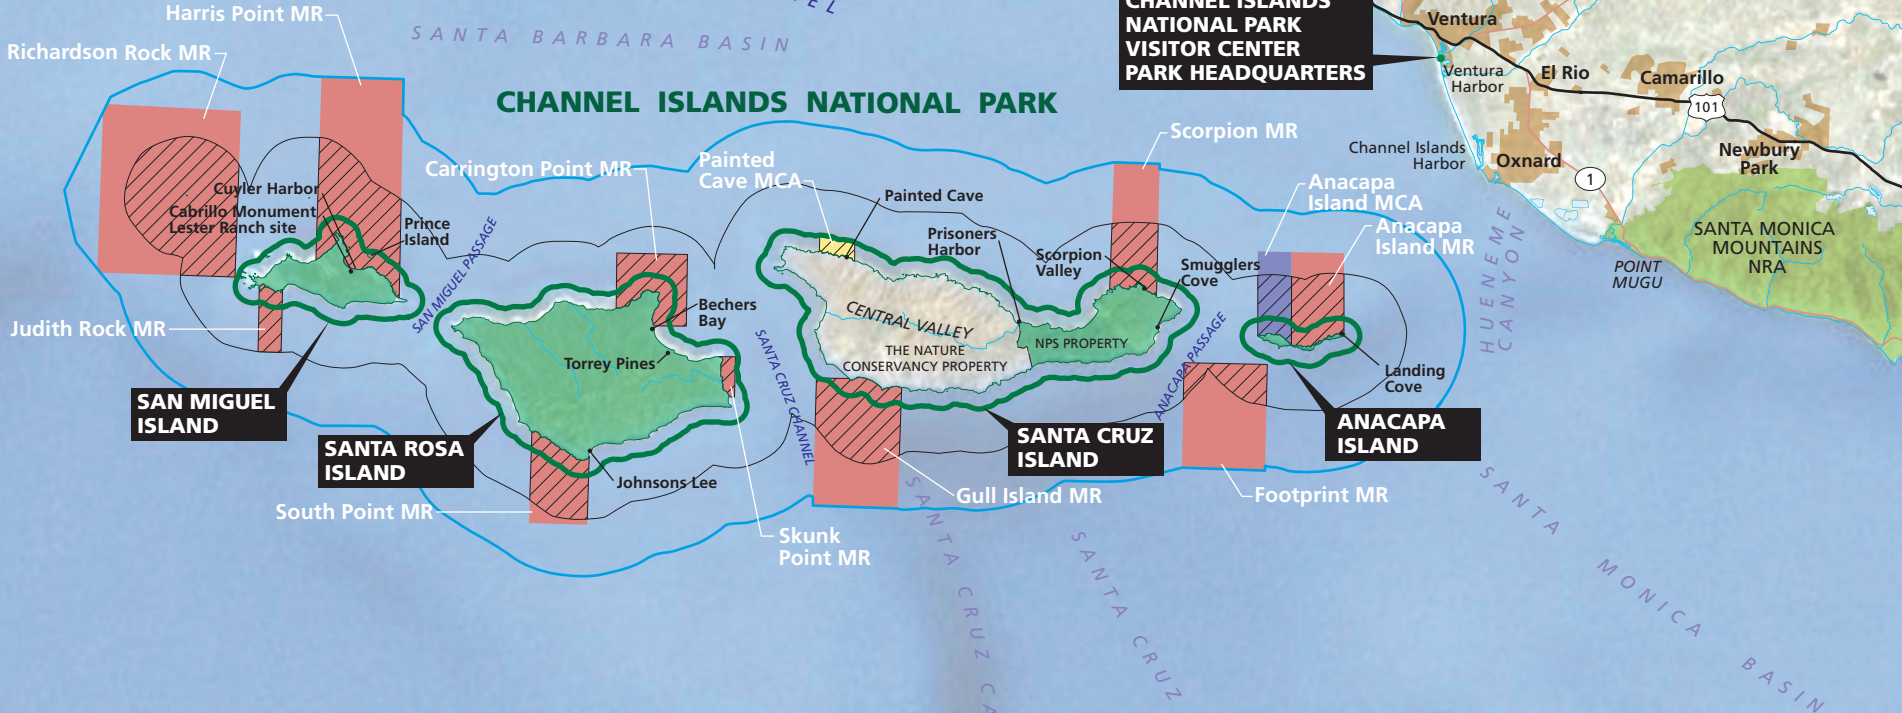 Harris Point MR
Richardson Rock MR
SANTA BARBARA BASIN
EL
CHANNEL ISLANDS
NATIONAL PARK
VISITOR CENTER
PARK HEADQUARTERS
Ventura
Ventura
Harbor
El Rio
Camarillo
101
CHANNEL ISLANDS NATIONAL PARK
Scorpion MR
Channel Islands
Harbor
Oxnard
Newbury
Park
1
Carrington Point MR
Painted
Cave MCA
Painted Cave
Anacapa
Island MCA
Anacapa
Island MR
Cuyler Harbor
Cabrillo Monument
Lester Ranch site
Prince
Island
SAN MIGUEL PASSAGE
Prisoners
Harbor
Scorpion
Valley
Smugglers
Cove
HUENEME
CANYON
POINT
MUGU
SANTA MONICA
MOUNTAINS
NRA
Judith Rock MR
Bechers
Bay
Torrey Pines
SANTA CRUZ CHANNEL
CENTRAL VALLEY
THE NATURE
CONSERVANCY PROPERTY
NPS PROPERTY
ANACAPA PASSAGE
Landing
Cove
SAN MIGUEL
ISLAND
SANTA ROSA
ISLAND
SANTA CRUZ
ISLAND
ANACAPA
ISLAND
Johnsons Lee
South Point MR
Skunk
Point MR
Gull Island MR
Footprint MR
SANTA CRUZ CA
SANTA CRUZ
SANTA MONICA BASIN